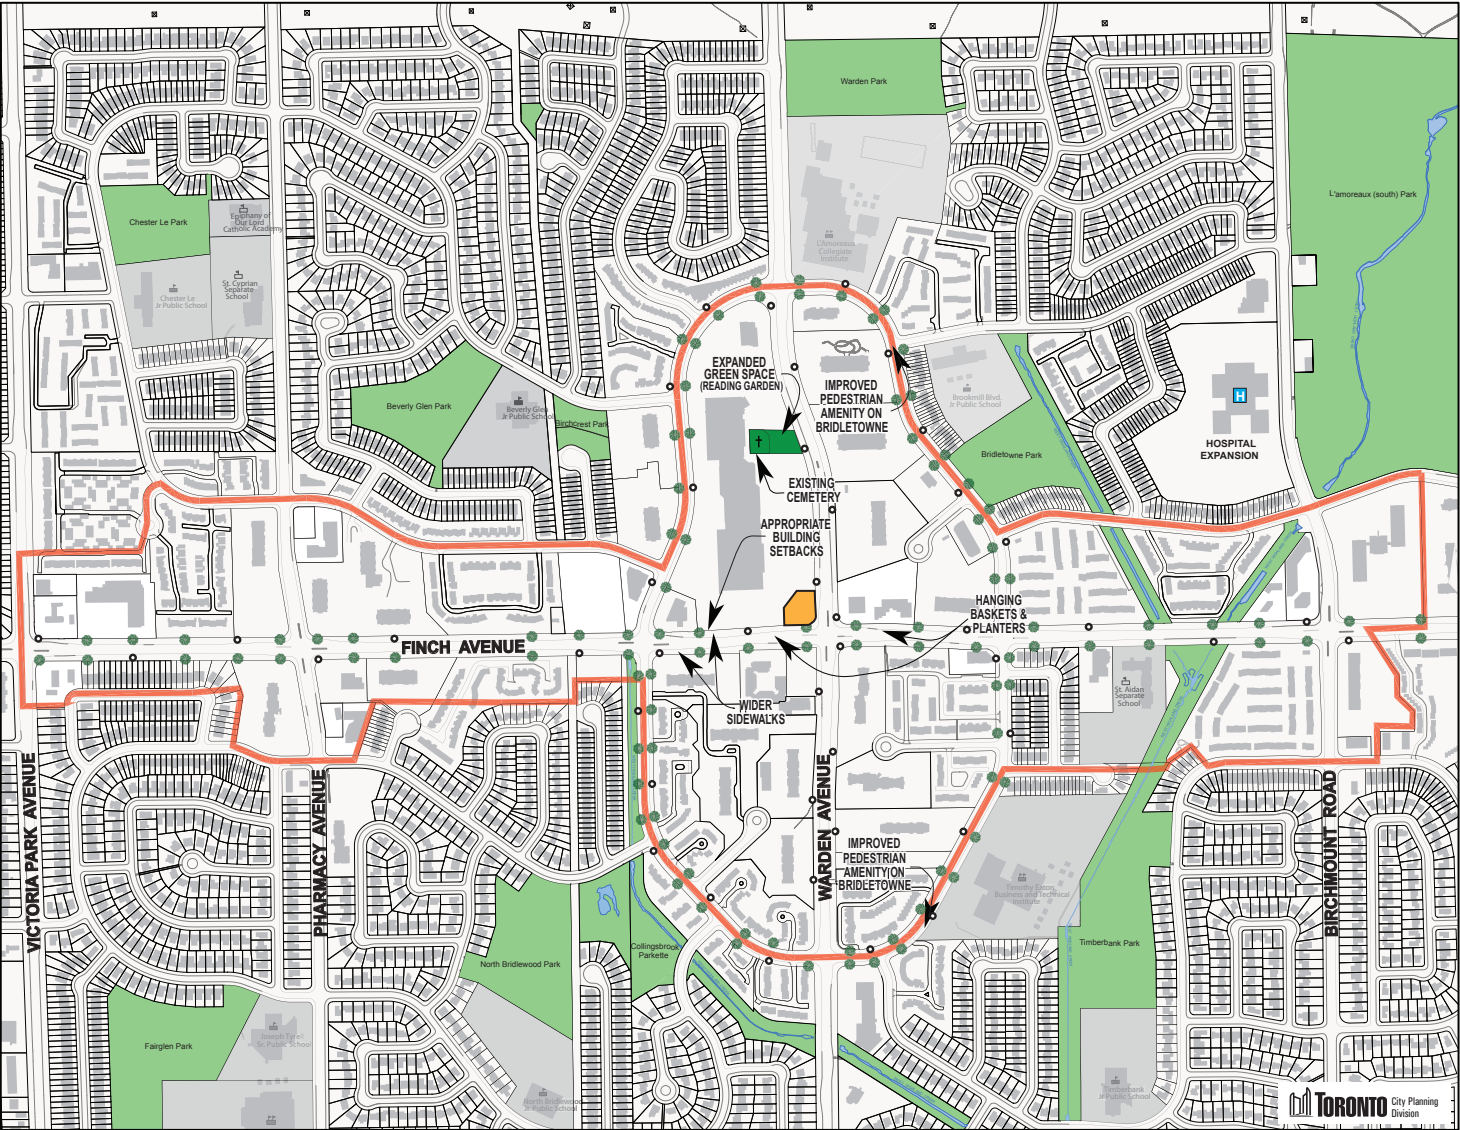 Warden Park
L'amoreaux (south) Park
Chester Le Park
Epiphany of
Our Lord
Catholic Academy
L'Amoreaux
Collegiate
Institute
St. Cyprian
Separate
School
Chester Le
Jr Public School
EXPANDED
GREEN SPACE
(READING GARDEN)
IMPROVED
PEDESTRIAN
AMENITY ON
BRIDLETOWNE
Brookmill Blvd.
Jr Public School
Beverly Glen Park
Beverly Glen
Jr Public School
Birchcrest Park
H
HOSPITAL
EXPANSION
Bridletowne Park
EXISTING
CEMETERY
APPROPRIATE
BUILDING
SETBACKS
HANGING
BASKETS &
PLANTERS
FINCH AVENUE
St. Aidan
Separate
School
WIDER
SIDEWALKS
VICTORIA PARK AVENUE
PHARMACY AVENUE
WARDEN AVENUE
BIRCHMOUNT ROAD
IMPROVED
PEDESTRIAN
AMENITY ON
BRIDLETOWNE
Timothy Eaton
Business and Technical
Institute
Collingsbrook
Parkette
Timberbank Park
North Bridlewood Park
Fairglen Park
Joseph Tyrell
Sr. Public School
North Bridlewood
Jr Public School
Timberbank
Jr Public School
TORONTO City Planning
Division